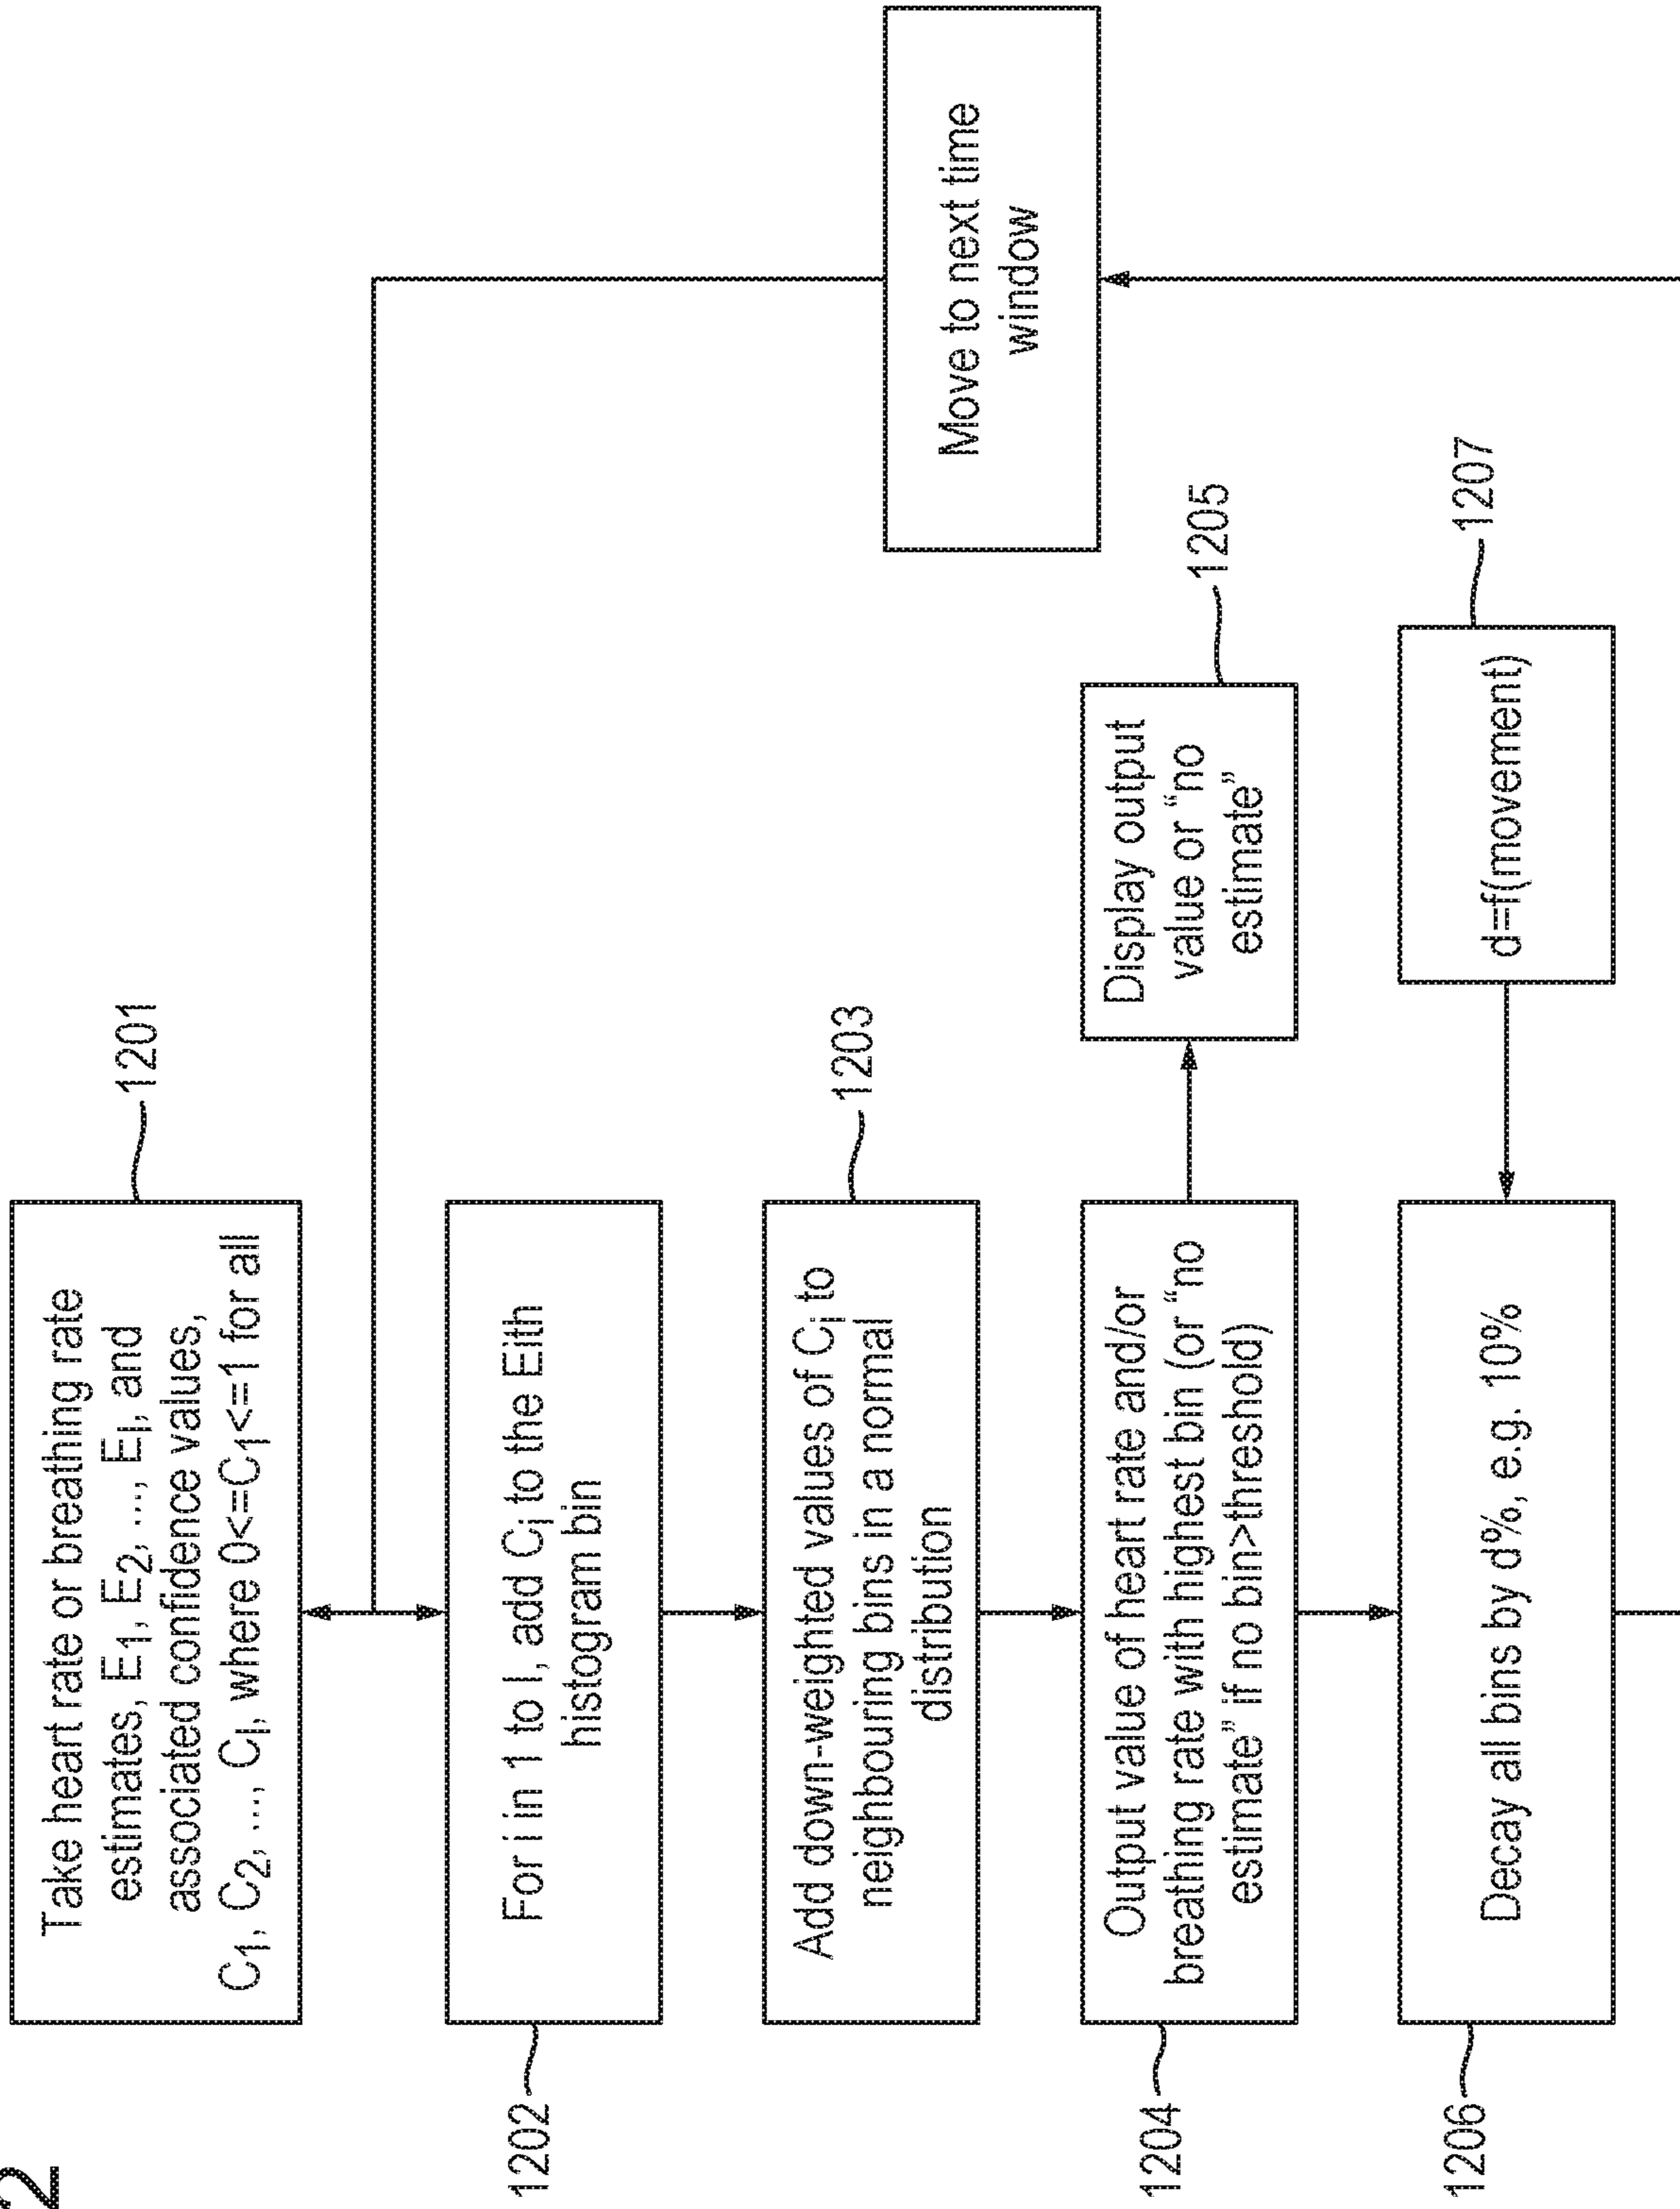 2
Take heart rate or breathing rate
estimates, E₁, E₂, ..., Eᵢ, and
associated confidence values,
C₁, C₂, ..., Cᵢ, where 0<=C₁<=1 for all
1201
1202
For i in 1 to I, add Cᵢ to the Eith
histogram bin
Add down-weighted values of Cᵢ to
neighbouring bins in a normal
distribution
1203
1204
Output value of heart rate and/or
breathing rate with highest bin (or “no
estimate” if no bin>threshold)
Display output
value or “no
estimate”
1205
1206
Decay all bins by d%, e.g. 10%
d=f(movement)
1207
Move to next time
window